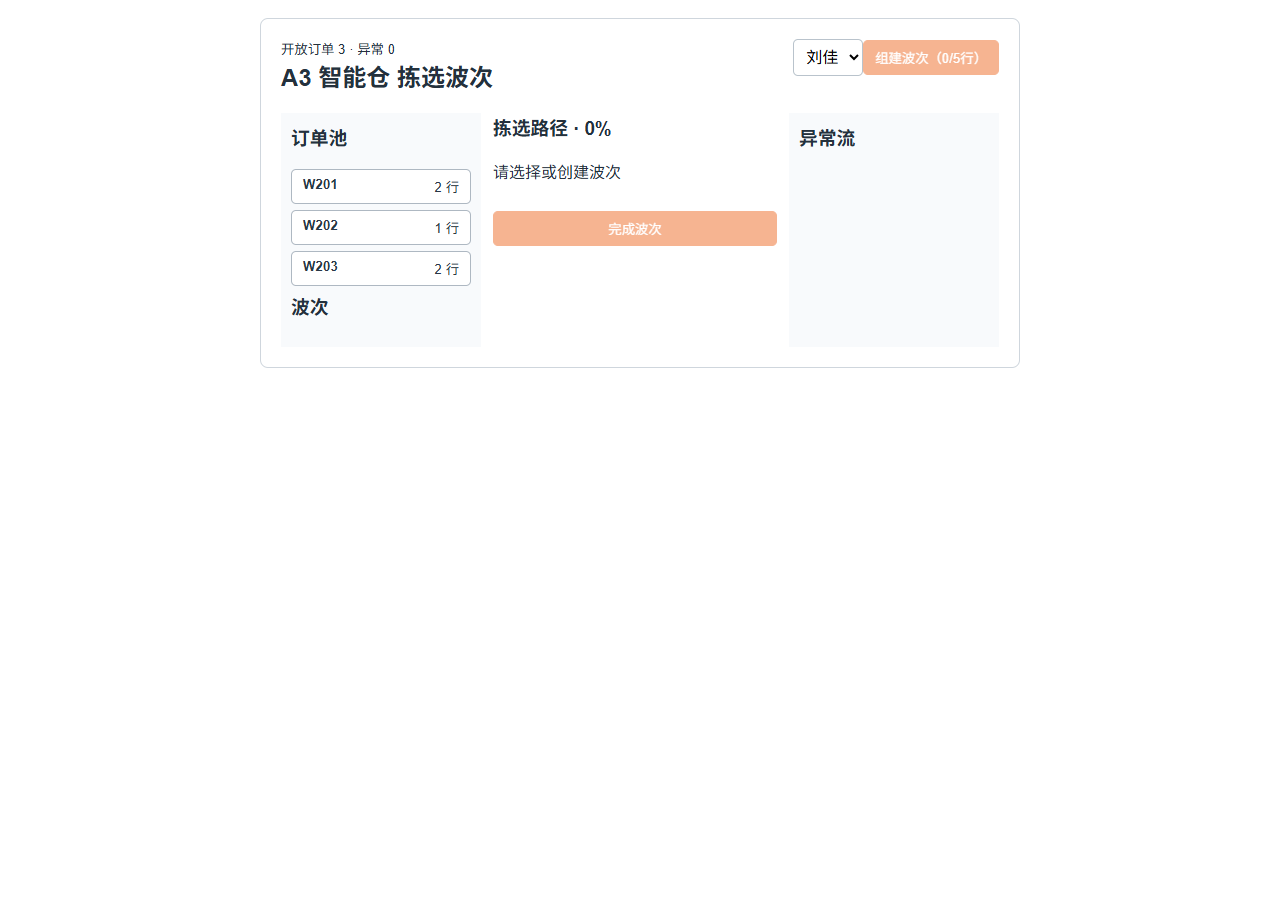 开放订单 3 · 异常 0
A3 智能仓 拣选波次
刘佳
组建波次（0/5行）
订单池
W201 2 行
W202 1 行
W203 2 行
波次
拣选路径 · 0%
请选择或创建波次
完成波次
异常流